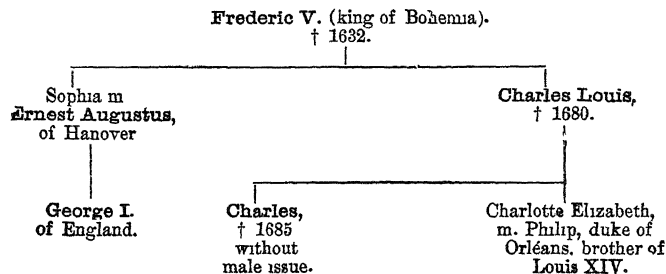 Frederic V. (king of Bohemia).
† 1632.
Sophia m
Ernest Augustus,
of Hanover
Charles Louis,
† 1680.
George I.
of England.
Charles,
† 1685
without
male issue.
Charlotte Elizabeth,
m. Philip, duke of
Orléans, brother of
Louis XIV.